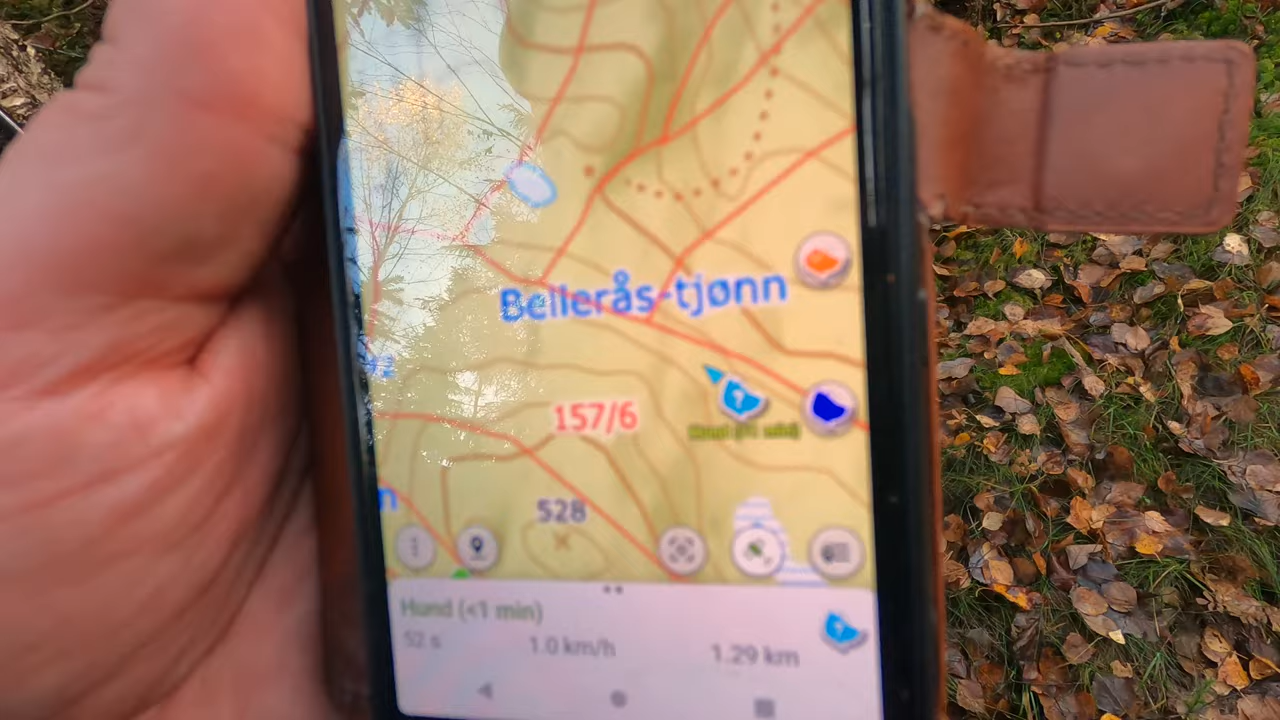 Bellerås-tjønn
157/6
528
Hund (<1 min)
52 s
1.0 km/h
1.29 km